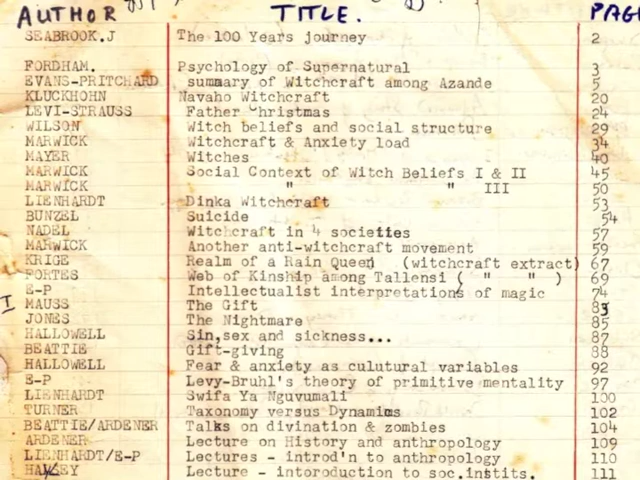 AUTHOR TITLE. PAGE
SEABROOK.J The 100 Years journey 2
FORDHAM. Psychology of Supernatural 3
EVANS-PRITCHARD summary of Witchcraft among Azande 5
KLUCKHOHN Navaho Witchcraft 20
LEVI-STRAUSS Father Christmas 24
WILSON Witch beliefs and social structure 29
MARWICK Witchcraft & Anxiety load 34
MAYER Witches 40
MARWICK Social Context of Witch Beliefs I & II 45
MARWICK " " III 50
LIENHARDT Dinka Witchcraft 53
BUNZEL Suicide 54
NADEL Witchcraft in 4 societies 57
MARWICK Another anti-witchcraft movement 59
KRIGE Realm of a Rain Queen (witchcraft extract) 67
FORTES Web of Kinship among Tallensi ( " " ) 69
E-P Intellectualist interpretations of magic 74
I MAUSS The Gift 83
JONES The Nightmare 85
HALLOWELL Sin,sex and sickness... 87
BEATTIE Gift-giving 88
HALLOWELL Fear & anxiety as culutural variables 92
E-P Levy-Bruhl's theory of primitive mentality 97
LIENHARDT Swifa Ya Nguvumali 100
TURNER Taxonomy versus Dynamics 102
BEATTIE/ARDENER Talks on divination & zombies 104
ARDENER Lecture on History and anthropology 109
LIENHARDT/E-P Lectures - introd'n to anthropology 110
Lecture - intoroduction to soc.instits. 111